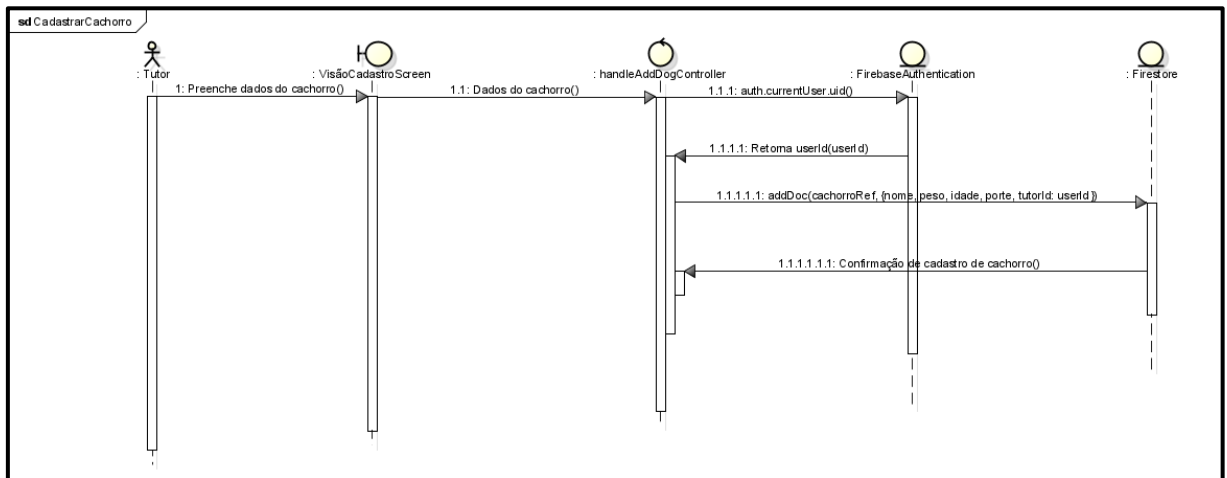 sd CadastrarCachorro
: Tutor
: VisãoCadastroScreen
: handleAddDogController
: FirebaseAuthentication
: Firestore
1: Preenche dados do cachorro()
1.1: Dados do cachorro()
1.1.1: auth.currentUser.uid()
1.1.1.1: Retorna userId(userId)
1.1.1.1.1: addDoc(cachorroRef, {nome, peso, idade, porte, tutorId: userId })
1.1.1.1.1.1: Confirmação de cadastro de cachorro()